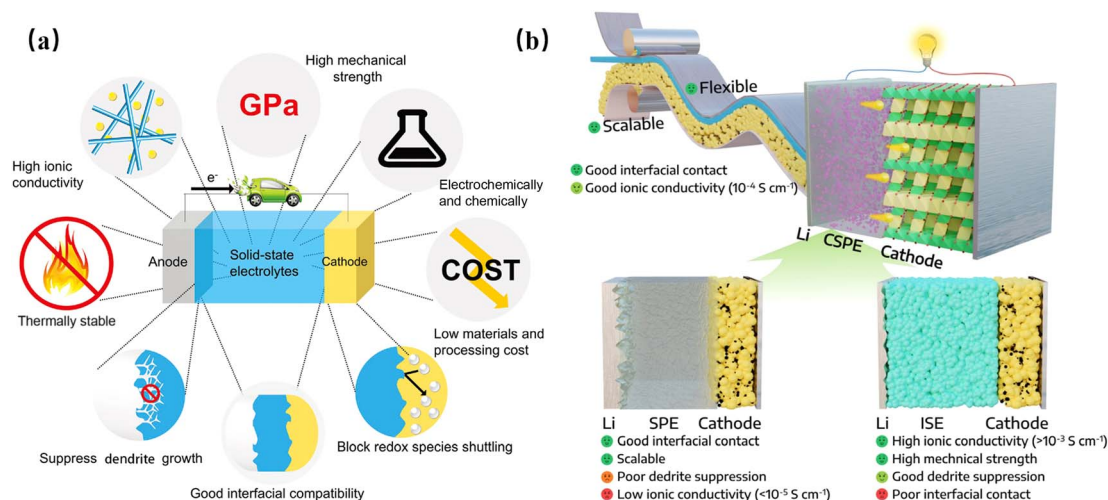 (a)
High mechanical
strength
GPa
High ionic
conductivity
e-
Electrochemically
and chemically
Anode
Solid-state
electrolytes
Cathode
COST
Thermally stable
Low materials and
processing cost
Block redox species shuttling
Suppress dendrite growth
Good interfacial compatibility
(b)
Flexible
Scalable
Good interfacial contact
Good ionic conductivity (10⁻⁴ S cm⁻¹)
Li CSPE Cathode
Li SPE Cathode
Good interfacial contact
Scalable
Poor dedrite suppression
Low ionic conductivity (<10⁻⁵ S cm⁻¹)
Li ISE Cathode
High ionic conductivity (>10⁻³ S cm⁻¹)
High mechnical strength
Good dedrite suppression
Poor interfacial contact